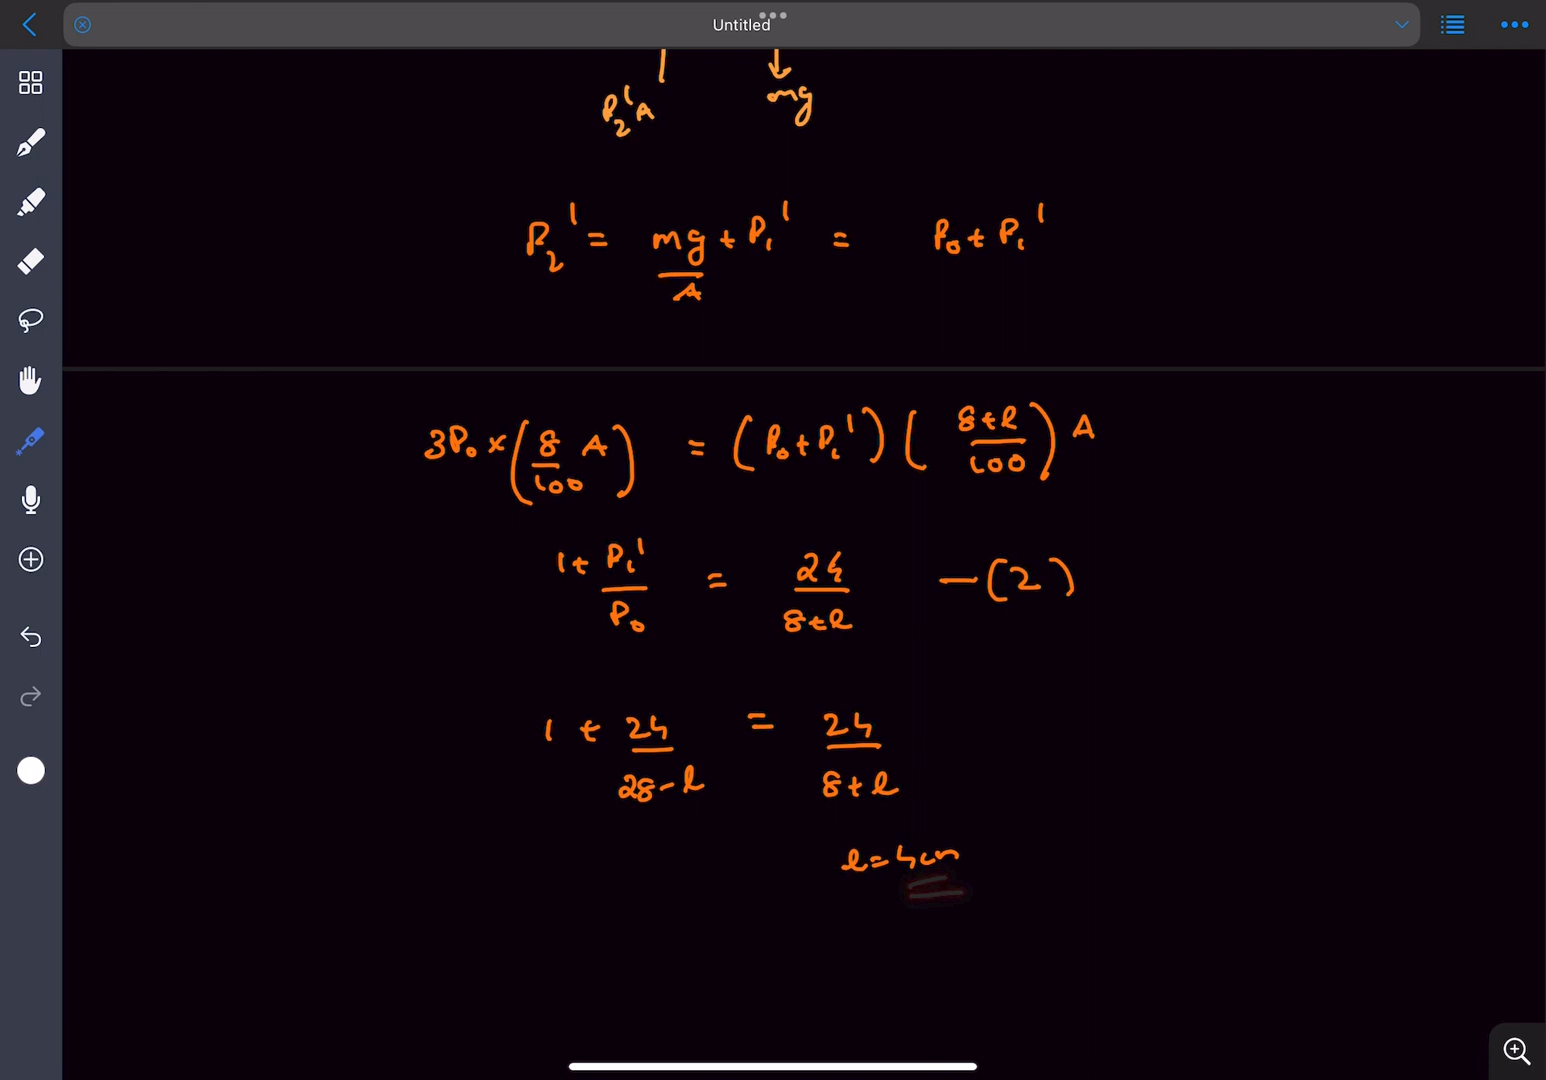 Untitled
P₂'A mg
P₂' = mg/A + P₁' = P₀ + P₁'
3P₀ × (8/100 A) = (P₀ + P₁') (8+l/100) A
1 + P₁'/P₀ = 24/8+l — (2)
1 + 24/28-l = 24/8+l
l = 4cm